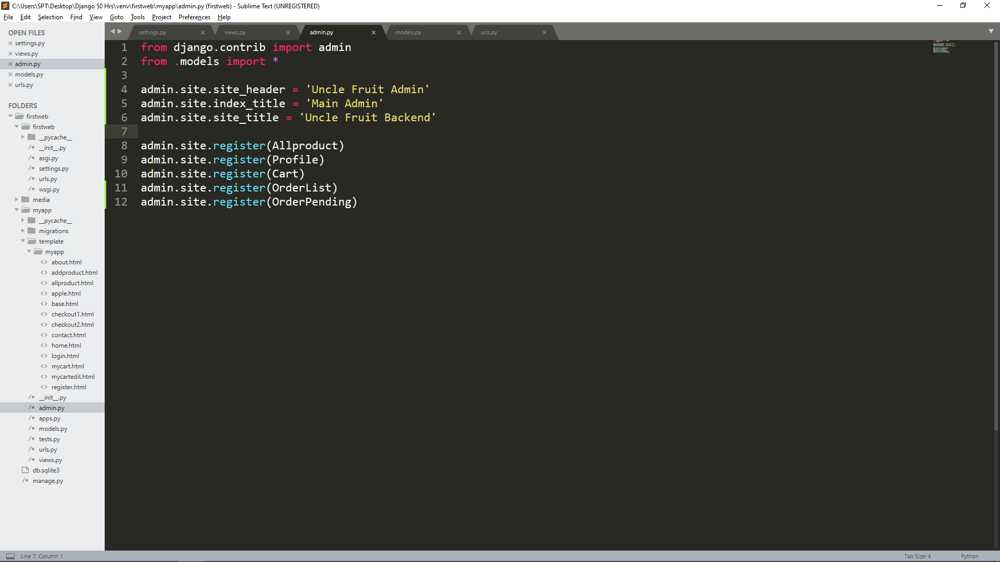 C:\Users\SPT\Desktop\Django 50 Hrs\venv\firstweb\myapp\admin.py (firstweb) - Sublime Text (UNREGISTERED)
File Edit Selection Find View Goto Tools Project Preferences Help
OPEN FILES
settings.py
views.py
admin.py
models.py
urls.py
FOLDERS
firstweb
firstweb
__pycache__
/* __init__.py
/* asgi.py
/* settings.py
/* urls.py
/* wsgi.py
media
myapp
__pycache__
migrations
template
myapp
<> about.html
<> addproduct.html
<> allproduct.html
<> apple.html
<> base.html
<> checkout1.html
<> checkout2.html
<> contact.html
<> home.html
<> login.html
<> mycart.html
<> mycartedit.html
<> register.html
/* __init__.py
/* admin.py
/* apps.py
/* models.py
/* tests.py
/* urls.py
/* views.py
db.sqlite3
/* manage.py
settings.py views.py admin.py models.py urls.py
1 from django.contrib import admin
2 from .models import *
3
4 admin.site.site_header = 'Uncle Fruit Admin'
5 admin.site.index_title = 'Main Admin'
6 admin.site.site_title = 'Uncle Fruit Backend'
7
8 admin.site.register(Allproduct)
9 admin.site.register(Profile)
10 admin.site.register(Cart)
11 admin.site.register(OrderList)
12 admin.site.register(OrderPending)
Line 7, Column 1 Tab Size: 4 Python